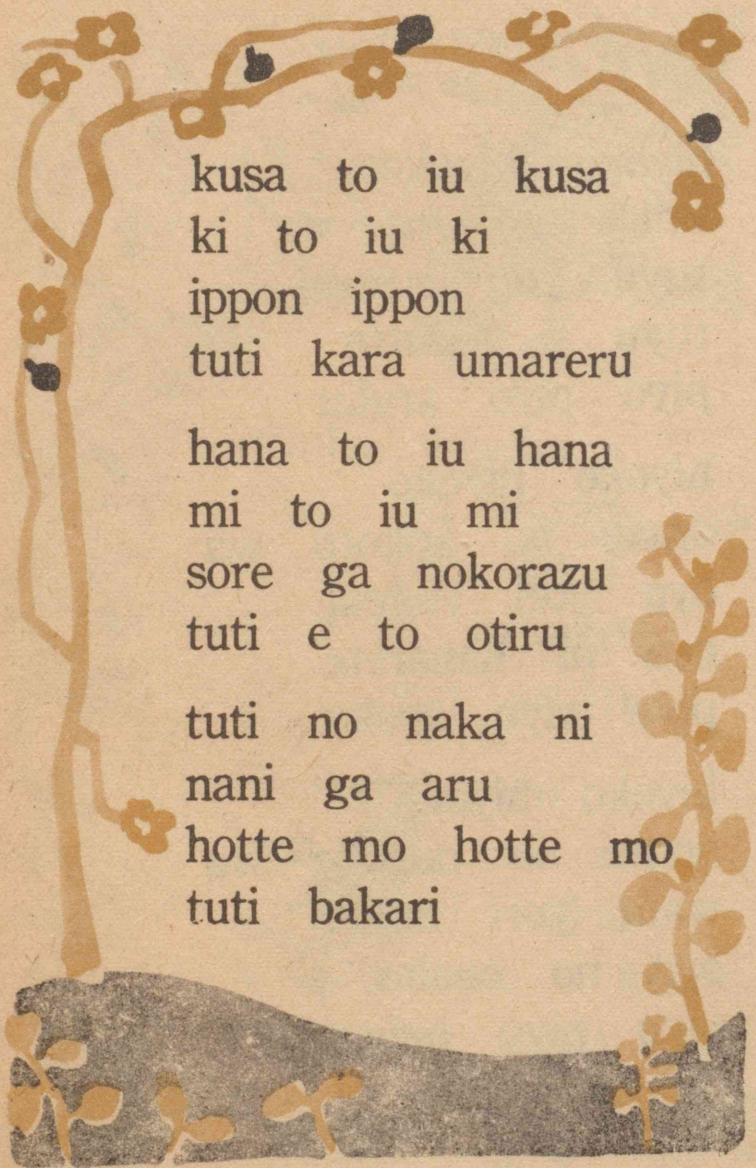 kusa to iu kusa
ki to iu ki
ippon ippon
tuti kara umareru
hana to iu hana
mi to iu mi
sore ga nokorazu
tuti e to otiru
tuti no naka ni
nani ga aru
hotte mo hotte mo
tuti bakari